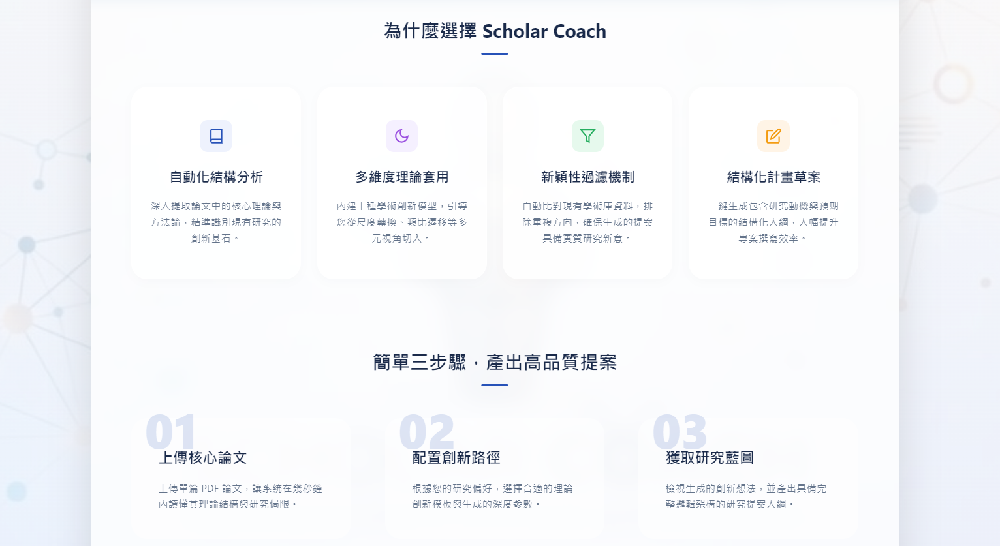 為什麼選擇 Scholar Coach
自動化結構分析
深入提取論文中的核心理論與
方法論，精準識別現有研究的
創新基石。
多維度理論套用
內建十種學術創新模型，引導
您從尺度轉換、類比遷移等多
元視角切入。
新穎性過濾機制
自動比對現有學術庫資料，排
除重複方向，確保生成的提案
具備實質研究新意。
結構化計畫草案
一鍵生成包含研究動機與預期
目標的結構化大綱，大幅提升
專案撰寫效率。
簡單三步驟，產出高品質提案
01
上傳核心論文
上傳單篇 PDF 論文，讓系統在幾秒鐘
內讀懂其理論結構與研究侷限。
02
配置創新路徑
根據您的研究偏好，選擇合適的理論
創新模板與生成的深度參數。
03
獲取研究藍圖
檢視生成的創新想法，並產出具備完
整邏輯架構的研究提案大綱。